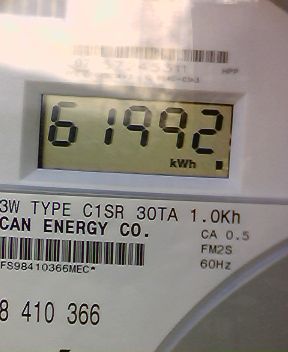 61992
kWh
3W TYPE C1SR 30TA 1.0Kh
CAN ENERGY CO.
CA 0.5
FM2S
60Hz
FS98410366MEC*
8 410 366